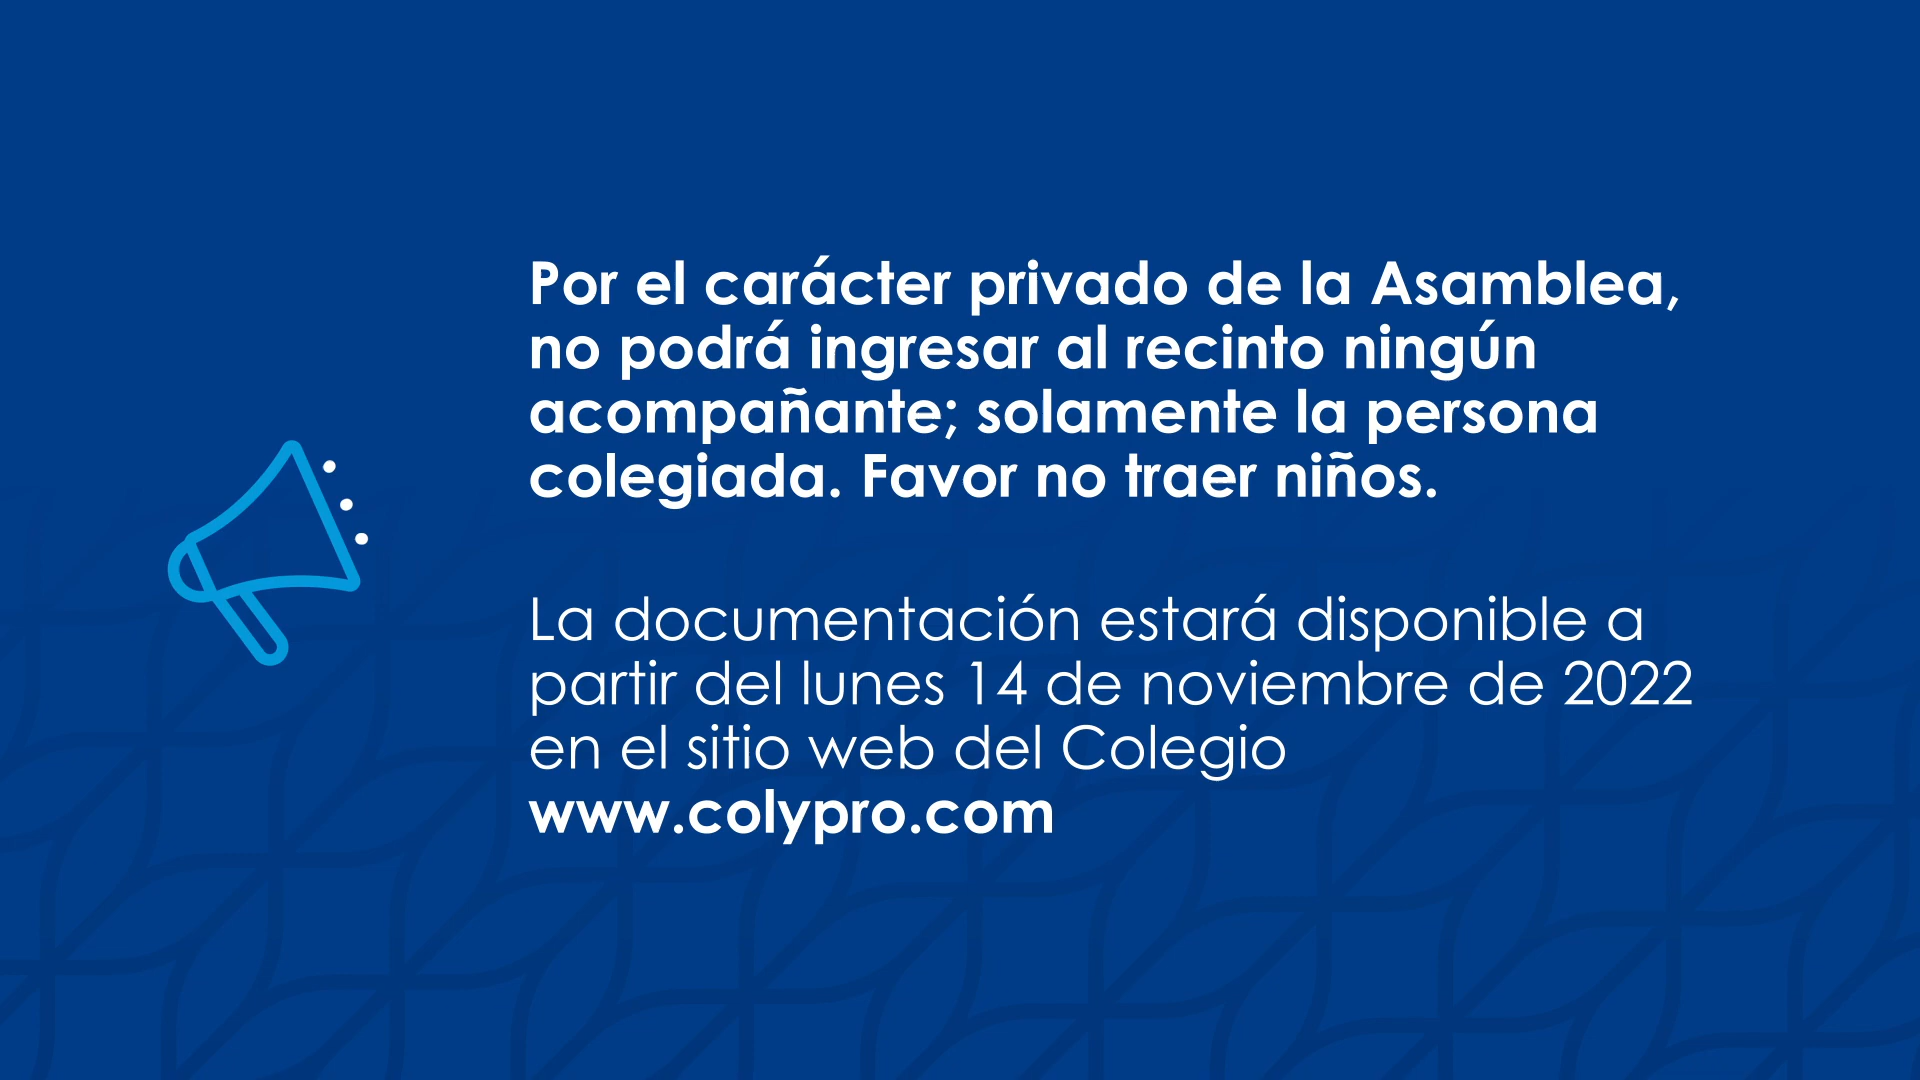 Por el carácter privado de la Asamblea,
no podrá ingresar al recinto ningún
acompañante; solamente la persona
colegiada. Favor no traer niños.
La documentación estará disponible a
partir del lunes 14 de noviembre de 2022
en el sitio web del Colegio
www.colypro.com